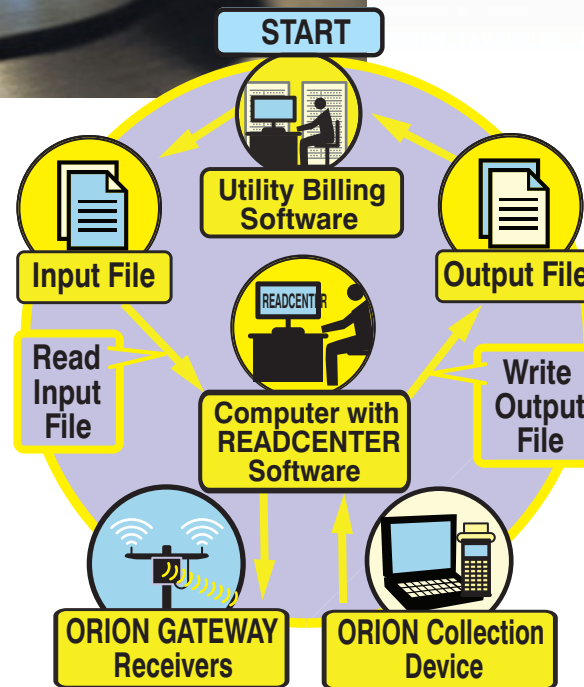 START
Utility Billing
Software
Input File
Output File
READCENTER
Read
Input
File
Write
Output
File
Computer with
READCENTER
Software
ORION GATEWAY
Receivers
ORION Collection
Device